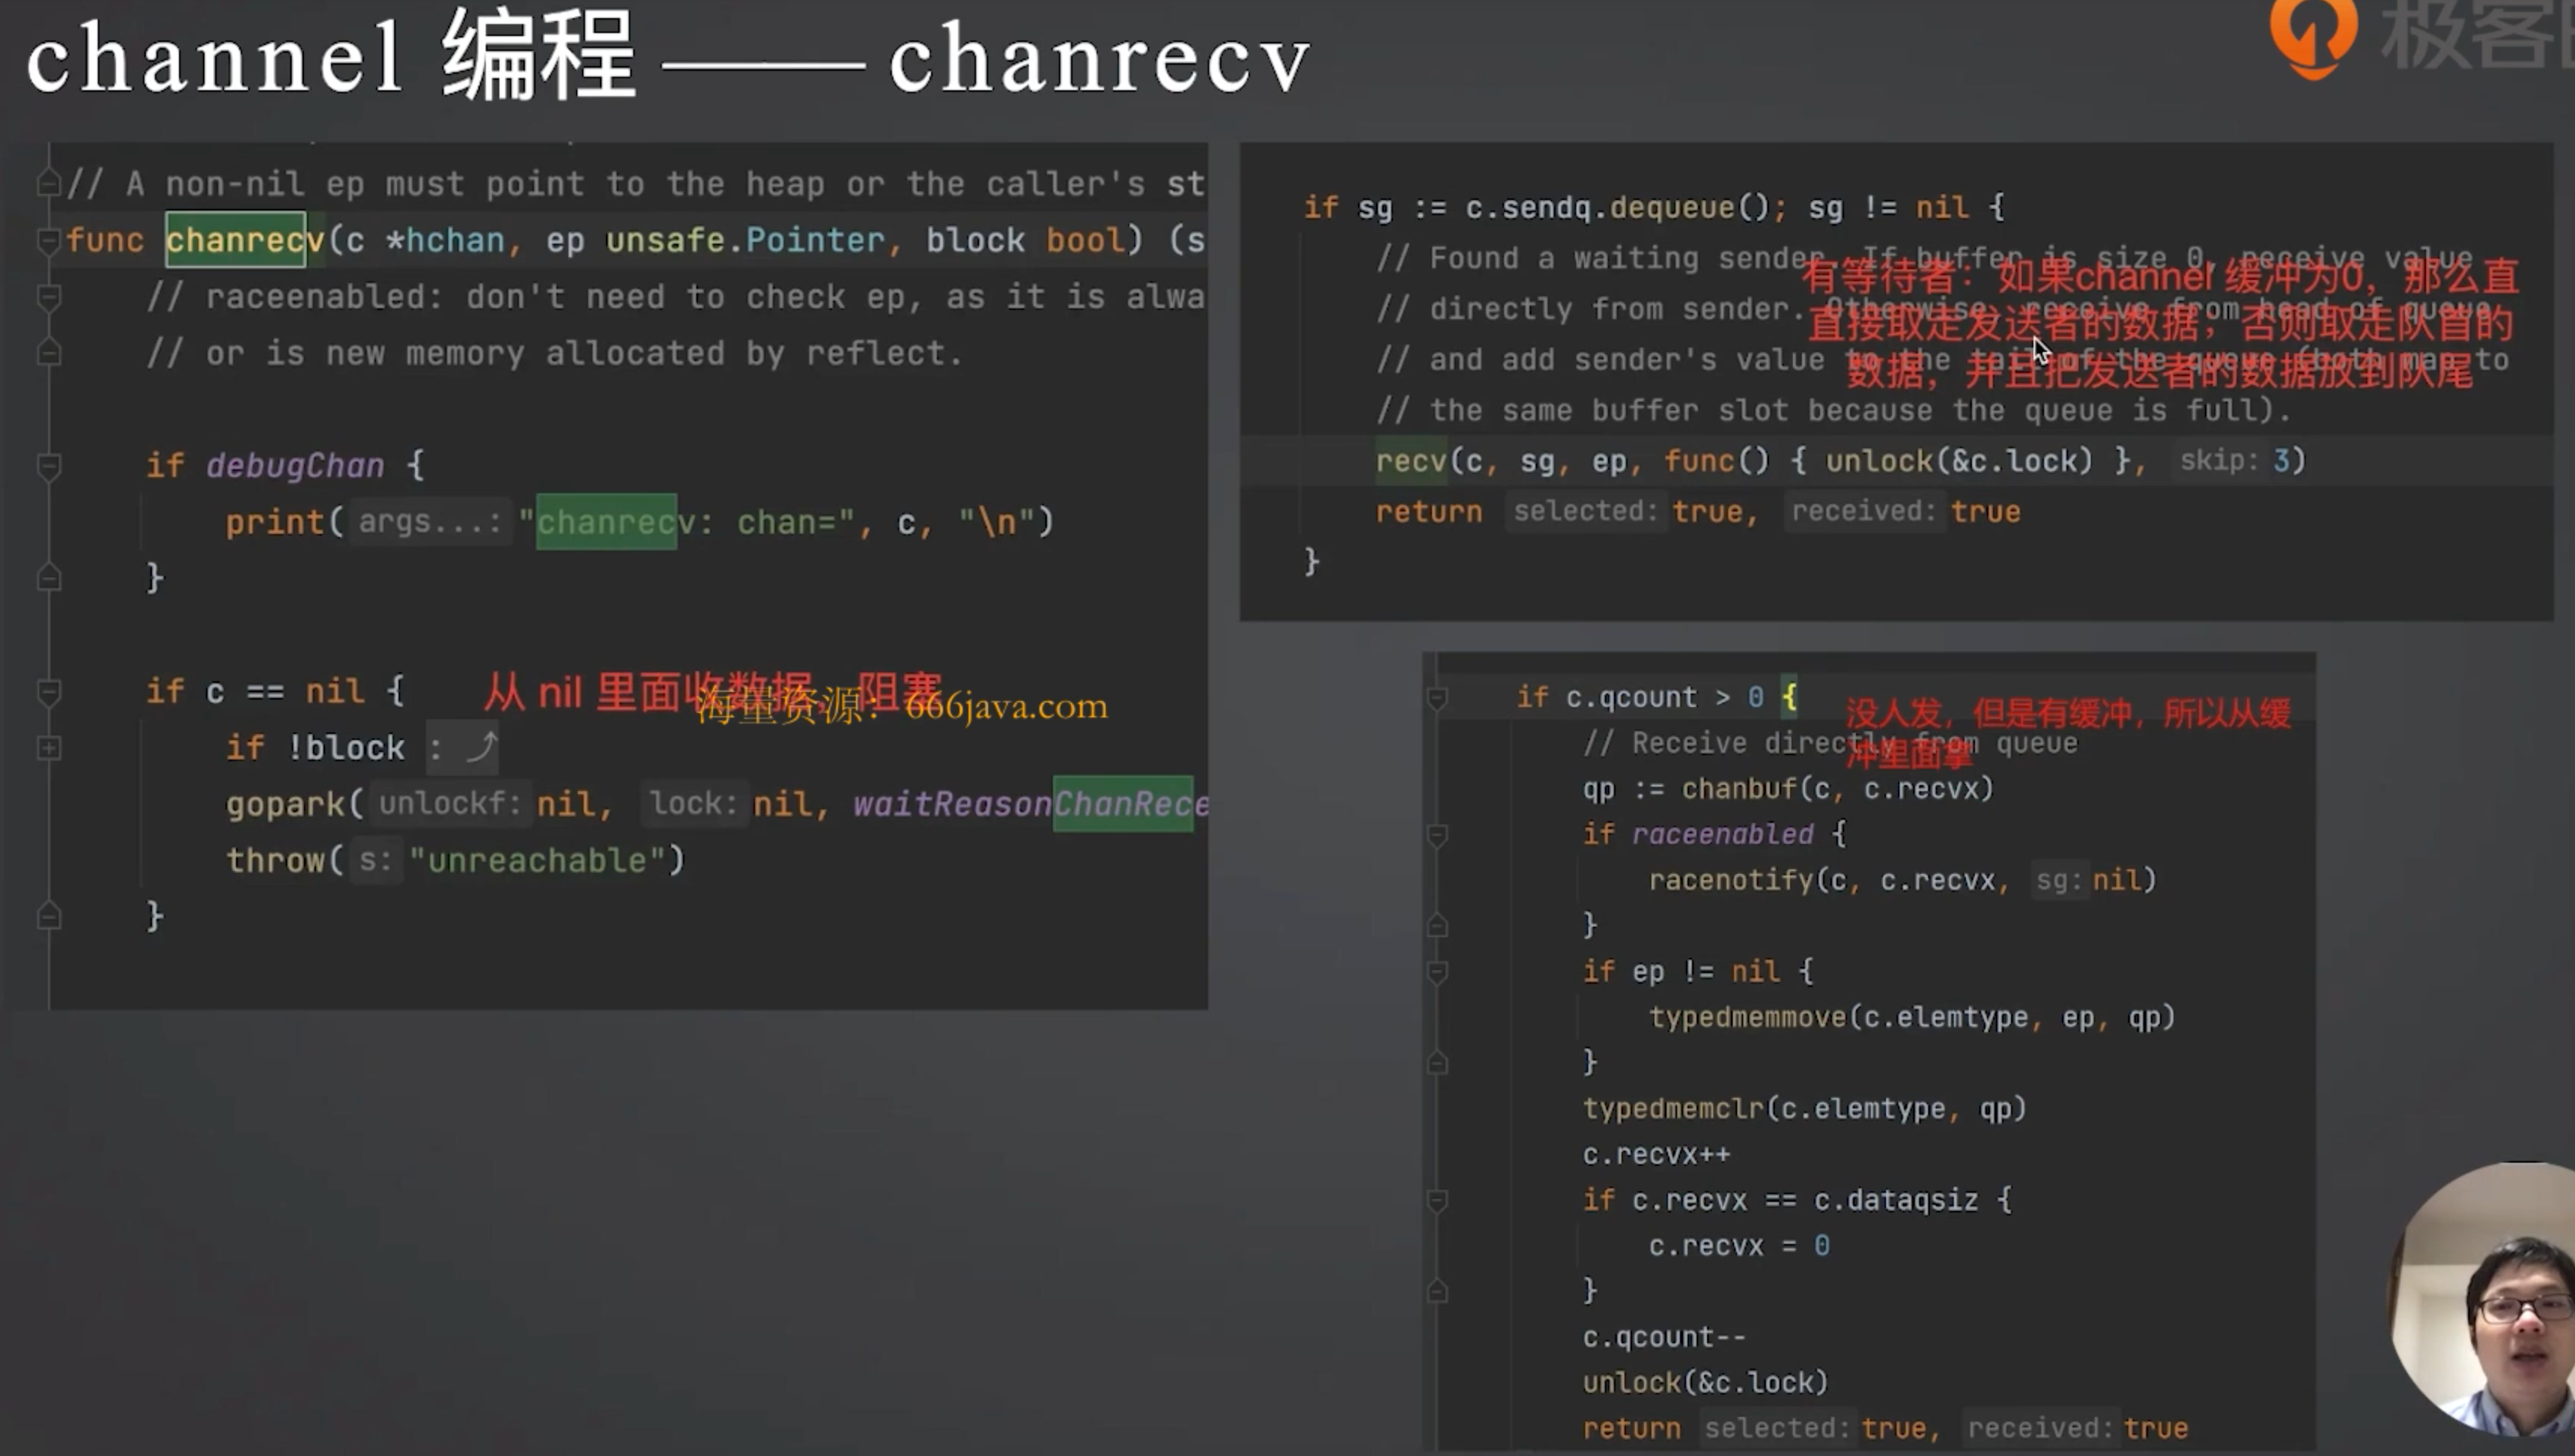 channel 编程 —— chanrecv
极客
// A non-nil ep must point to the heap or the caller's st
func chanrecv(c *hchan, ep unsafe.Pointer, block bool) (s
// raceenabled: don't need to check ep, as it is alwa
// or is new memory allocated by reflect.
if debugChan {
print( args...: "chanrecv: chan=", c, "\n")
}
if c == nil {
从 nil 里面收数据，阻塞
海量资源：666java.com
if !block :
gopark( unlockf: nil, lock: nil, waitReasonChanRece
throw( s: "unreachable")
}
if sg := c.sendq.dequeue(); sg != nil {
// Found a waiting sender. If buffer is size 0, receive value
// directly from sender. Otherwise, receive from head of queue
// and add sender's value to the tail of the queue (both map to
// the same buffer slot because the queue is full).
有等待者：如果channel 缓冲为0，那么直
直接取走发送者的数据，否则取走队首的
数据，并且把发送者的数据放到队尾
recv(c, sg, ep, func() { unlock(&c.lock) }, skip: 3)
return selected: true, received: true
}
if c.qcount > 0 {
没人发，但是有缓冲，所以从缓
冲里面拿
// Receive directly from queue
qp := chanbuf(c, c.recvx)
if raceenabled {
racenotify(c, c.recvx, sg: nil)
}
if ep != nil {
typedmemmove(c.elemtype, ep, qp)
}
typedmemclr(c.elemtype, qp)
c.recvx++
if c.recvx == c.dataqsiz {
c.recvx = 0
}
c.qcount--
unlock(&c.lock)
return selected: true, received: true